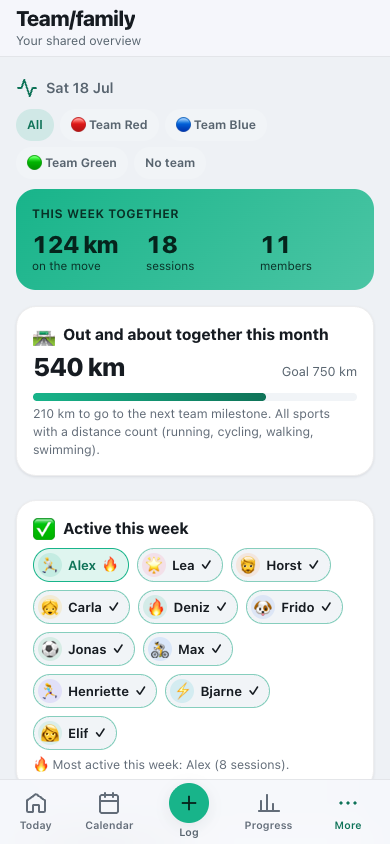 Team/family
Your shared overview
Sat 18 Jul
All
Team Red
Team Blue
Team Green
No team
THIS WEEK TOGETHER
124 km
on the move
18
sessions
11
members
Out and about together this month
540 km
Goal 750 km
210 km to go to the next team milestone. All sports
with a distance count (running, cycling, walking,
swimming).
Active this week
Alex
Lea
Horst
Carla
Deniz
Frido
Jonas
Max
Henriette
Bjarne
Elif
Most active this week: Alex (8 sessions).
Today
Calendar
Log
Progress
More